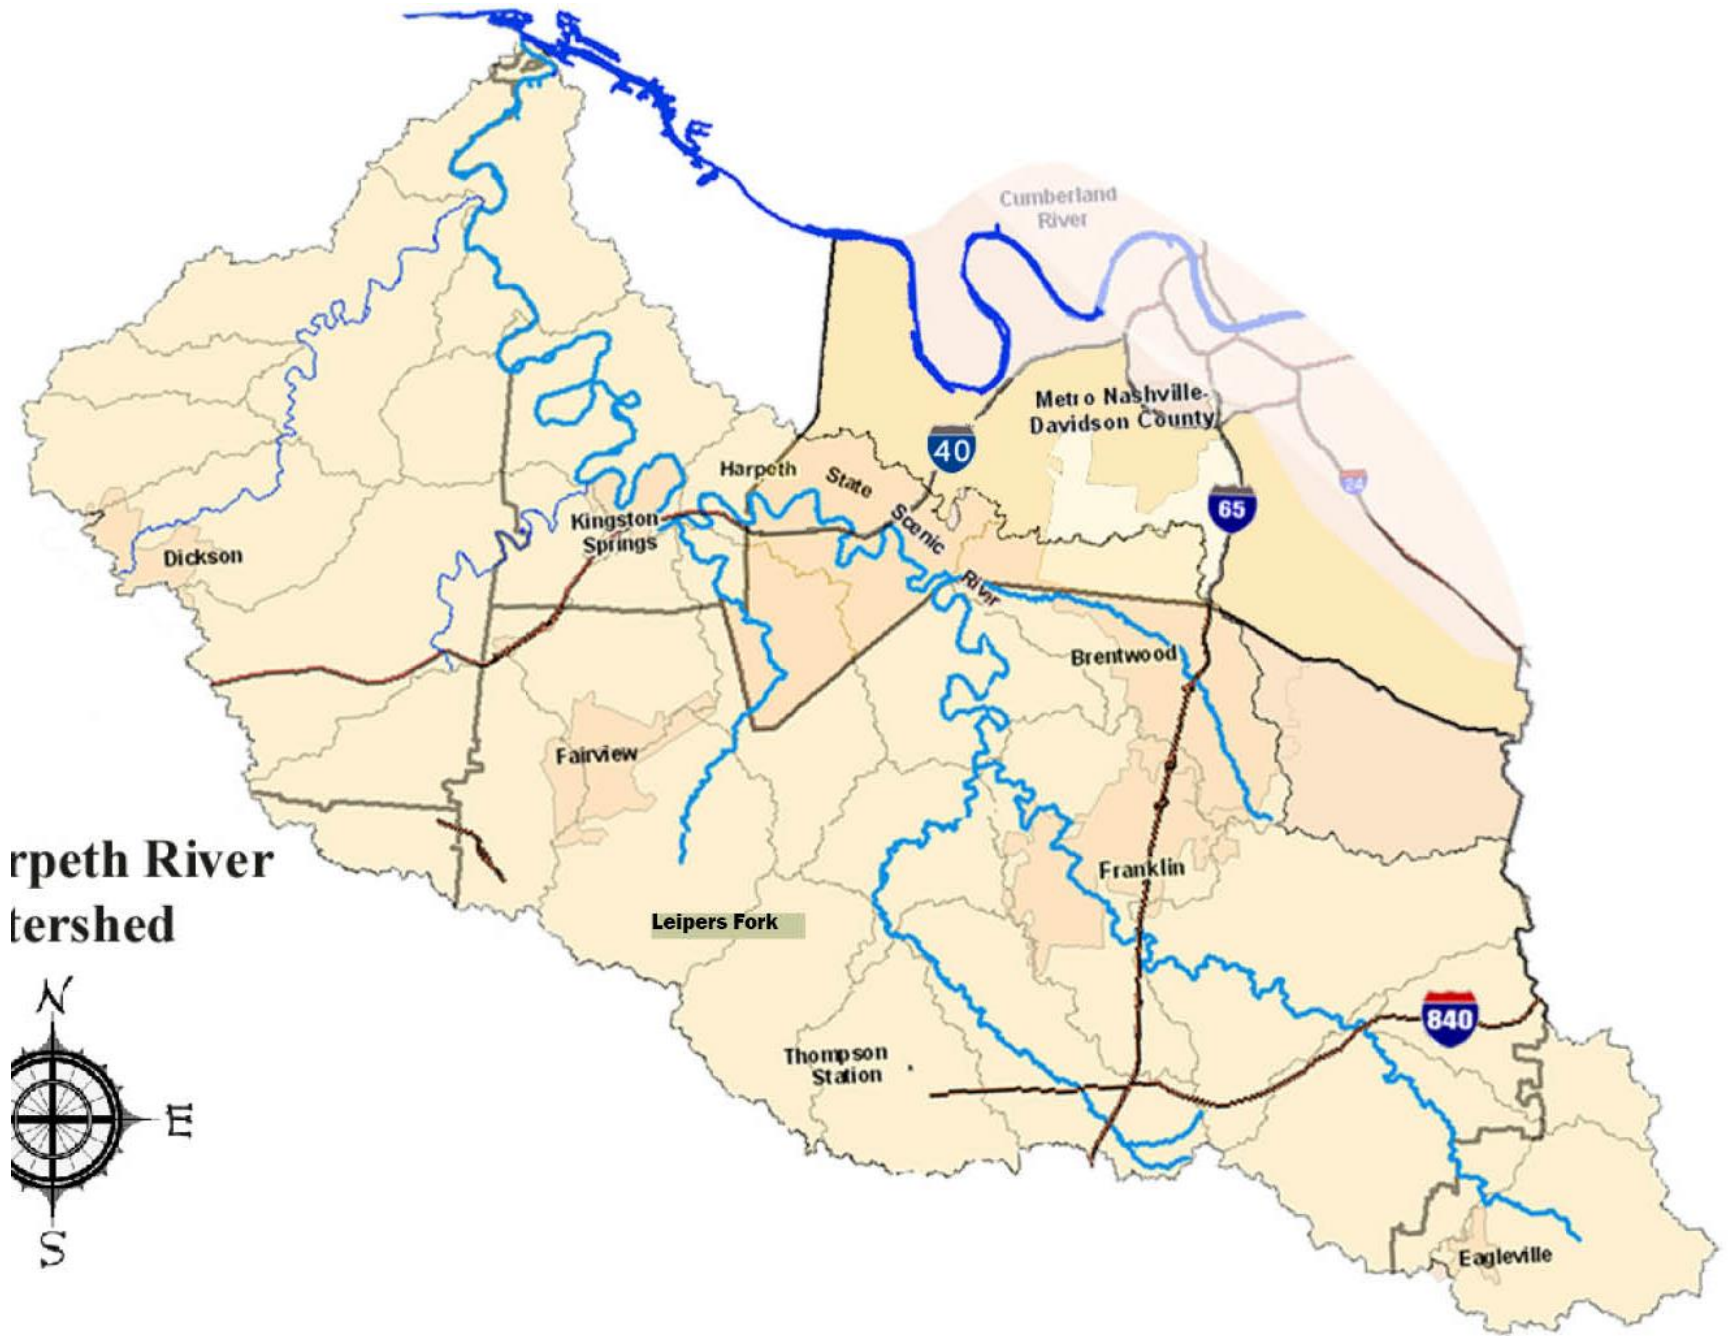 Cumberland
River
Metro Nashville-
Davidson County
40
Harpeth
State
Scenic
River
65
24
Kingston
Springs
Dickson
Brentwood
Fairview
rpeth River
tershed
Franklin
Leipers Fork
N
840
Thompson
Station
E
S
Eagleville